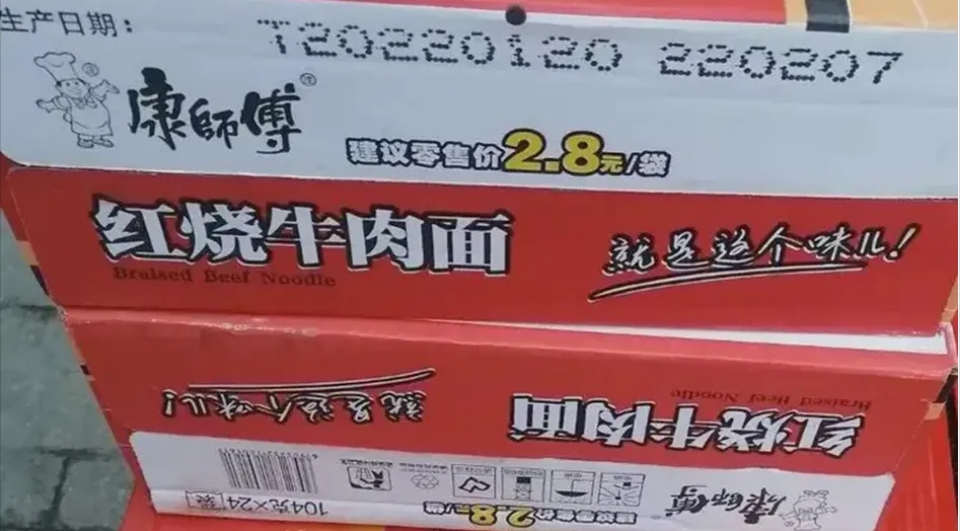 生产日期：
T20220120 220207
康師傅®
建议零售价2.8元/袋
红烧牛肉面
Braised Beef Noodle
就是这个味儿!
就是这个味儿!
Braised Beef Noodle
红烧牛肉面
康師傅
104克×24袋
建议零售价2.8元/袋